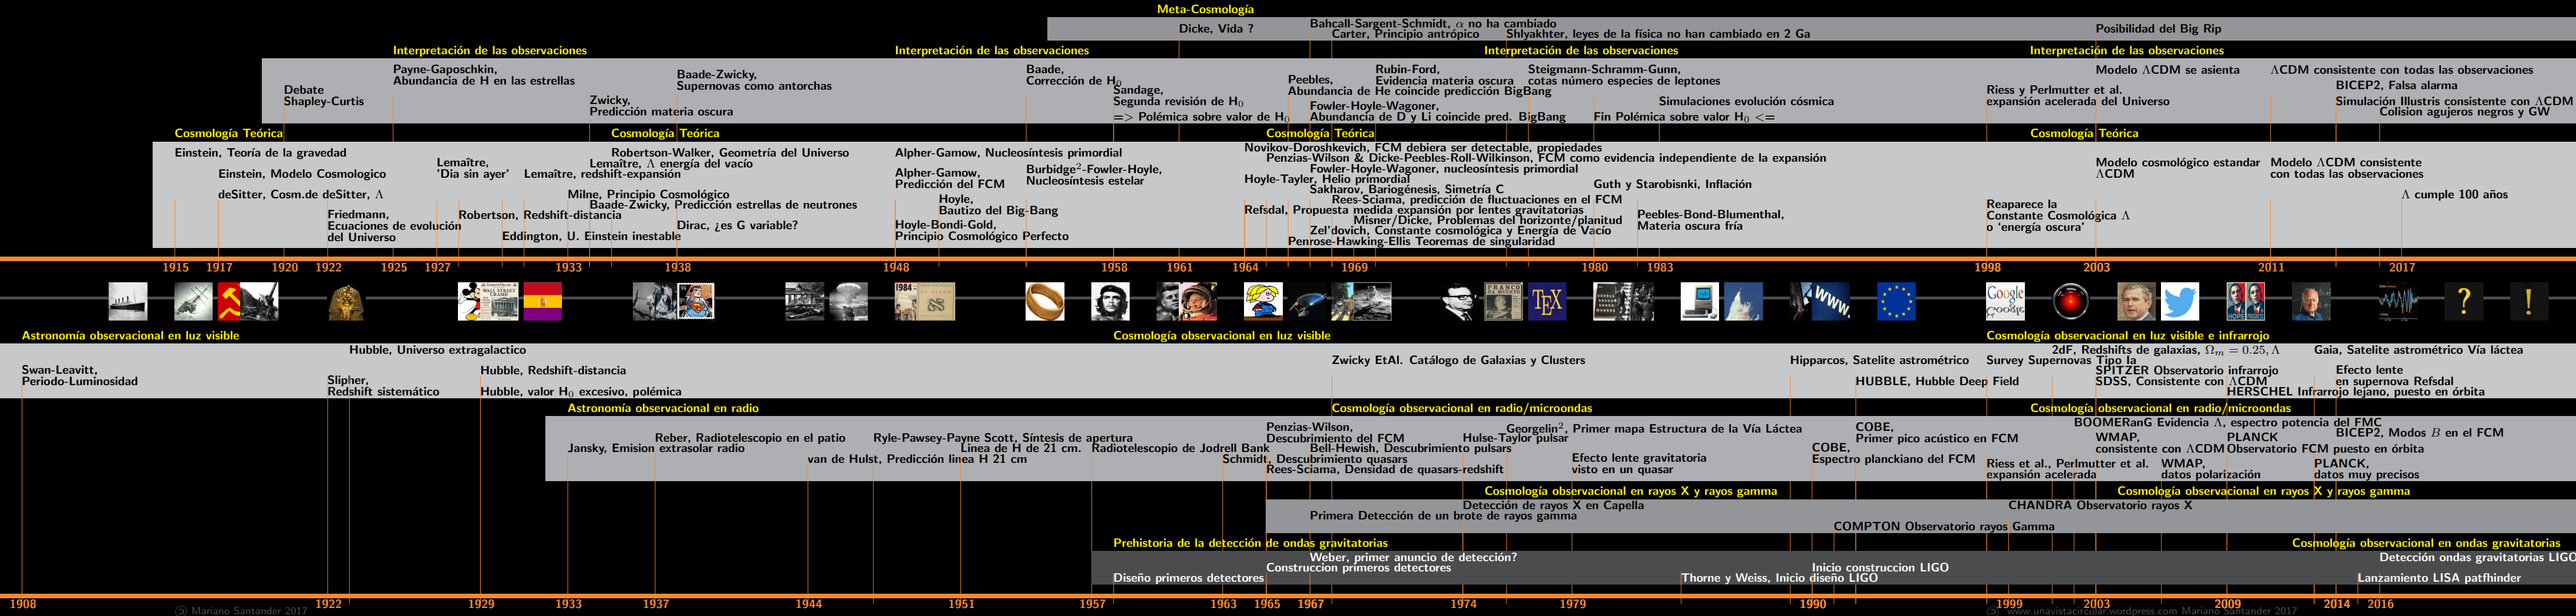 Meta-Cosmología
Dicke, Vida ?
Bahcall-Sargent-Schmidt, α no ha cambiado
Carter, Principio antrópico
Shlyakhter, leyes de la física no han cambiado en 2 Ga
Posibilidad del Big Rip
Interpretación de las observaciones
Interpretación de las observaciones
Interpretación de las observaciones
Interpretación de las observaciones
Debate
Shapley-Curtis
Payne-Gaposchkin,
Abundancia de H en las estrellas
Zwicky,
Predicción materia oscura
Baade-Zwicky,
Supernovas como antorchas
Baade,
Corrección de H0
Sandage,
Segunda revisión de H0
=> Polémica sobre valor de H0
Peebles,
Abundancia de He coincide predicción BigBang
Fowler-Hoyle-Wagoner,
Abundancia de D y Li coincide pred. BigBang
Rubin-Ford,
Evidencia materia oscura
Steigmann-Schramm-Gunn,
cotas número especies de leptones
Simulaciones evolución cósmica
Fin Polémica sobre valor H0 <=
Riess y Perlmutter et al.
expansión acelerada del Universo
Modelo ΛCDM se asienta
ΛCDM consistente con todas las observaciones
BICEP2, Falsa alarma
Simulación Illustris consistente con ΛCDM
Colision agujeros negros y GW
Cosmología Teórica
Cosmología Teórica
Cosmología Teórica
Cosmología Teórica
Einstein, Teoría de la gravedad
Einstein, Modelo Cosmologico
deSitter, Cosm.de deSitter, Λ
Friedmann,
Ecuaciones de evolución
del Universo
Lemaître,
'Dia sin ayer'
Robertson, Redshift-distancia
Eddington, U. Einstein inestable
Lemaître, redshift-expansión
Robertson-Walker, Geometría del Universo
Lemaître, Λ energía del vacío
Milne, Principio Cosmológico
Baade-Zwicky, Predicción estrellas de neutrones
Dirac, ¿es G variable?
Alpher-Gamow, Nucleosíntesis primordial
Alpher-Gamow,
Predicción del FCM
Hoyle,
Bautizo del Big-Bang
Hoyle-Bondi-Gold,
Principio Cosmológico Perfecto
Burbidge²-Fowler-Hoyle,
Nucleosíntesis estelar
Novikov-Doroshkevich, FCM debiera ser detectable, propiedades
Penzias-Wilson & Dicke-Peebles-Roll-Wilkinson, FCM como evidencia independiente de la expansión
Fowler-Hoyle-Wagoner, nucleosíntesis primordial
Hoyle-Tayler, Helio primordial
Sakharov, Bariogénesis, Simetría C
Rees-Sciama, predicción de fluctuaciones en el FCM
Refsdal, Propuesta medida expansión por lentes gravitatorias
Misner/Dicke, Problemas del horizonte/planitud
Zel'dovich, Constante cosmológica y Energía de Vacío
Penrose-Hawking-Ellis Teoremas de singularidad
Guth y Starobisnki, Inflación
Peebles-Bond-Blumenthal,
Materia oscura fría
Reaparece la
Constante Cosmológica Λ
o 'energía oscura'
Modelo cosmológico estandar
ΛCDM
Modelo ΛCDM consistente
con todas las observaciones
Λ cumple 100 años
1915 1917 1920 1922 1925 1927 1933 1938 1948 1958 1961 1964 1969 1980 1983 1998 2003 2011 2017
WALL STREET
CRASH!
1984
FRANCO
HA MUERTO
TEX
WWW.
Google
Google
HOPE
?
!
Astronomía observacional en luz visible
Cosmología observacional en luz visible
Cosmología observacional en luz visible e infrarrojo
Swan-Leavitt,
Periodo-Luminosidad
Hubble, Universo extragalactico
Slipher,
Redshift sistemático
Hubble, Redshift-distancia
Hubble, valor H0 excesivo, polémica
Zwicky EtAl. Catálogo de Galaxias y Clusters
Hipparcos, Satelite astrométrico
HUBBLE, Hubble Deep Field
2dF, Redshifts de galaxias, Ωm = 0.25, Λ
Survey Supernovas Tipo Ia
SPITZER Observatorio infrarrojo
SDSS, Consistente con ΛCDM
HERSCHEL Infrarrojo lejano, puesto en órbita
Gaia, Satelite astrométrico Vía láctea
Efecto lente
en supernova Refsdal
Astronomía observacional en radio
Cosmología observacional en radio/microondas
Cosmología observacional en radio/microondas
Jansky, Emision extrasolar radio
Reber, Radiotelescopio en el patio
van de Hulst, Predicción linea H 21 cm
Ryle-Pawsey-Payne Scott, Síntesis de apertura
Linea de H de 21 cm.
Radiotelescopio de Jodrell Bank
Schmidt, Descubrimiento quasars
Penzias-Wilson,
Descubrimiento del FCM
Bell-Hewish, Descubrimiento pulsars
Rees-Sciama, Densidad de quasars-redshift
Hulse-Taylor pulsar
Georgelin², Primer mapa Estructura de la Vía Láctea
Efecto lente gravitatoria
visto en un quasar
COBE,
Espectro planckiano del FCM
COBE,
Primer pico acústico en FCM
Riess et al., Perlmutter et al.
expansión acelerada
BOOMERanG Evidencia Λ, espectro potencia del FMC
WMAP,
consistente con ΛCDM
WMAP,
datos polarización
PLANCK
Observatorio FCM puesto en órbita
PLANCK,
datos muy precisos
BICEP2, Modos B en el FCM
Cosmología observacional en rayos X y rayos gamma
Cosmología observacional en rayos X y rayos gamma
Detección de rayos X en Capella
Primera Detección de un brote de rayos gamma
CHANDRA Observatorio rayos X
COMPTON Observatorio rayos Gamma
Prehistoria de la detección de ondas gravitatorias
Cosmología observacional en ondas gravitatorias
Weber, primer anuncio de detección?
Construccion primeros detectores
Diseño primeros detectores
Inicio construccion LIGO
Thorne y Weiss, Inicio diseño LIGO
Detección ondas gravitatorias LIGO
Lanzamiento LISA patfhinder
1908 1922 1929 1933 1937 1944 1951 1957 1963 1965 1967 1974 1979 1990 1999 2003 2009 2014 2016
Mariano Santander 2017
www.unavistacircular.wordpress.com Mariano Santander 2017